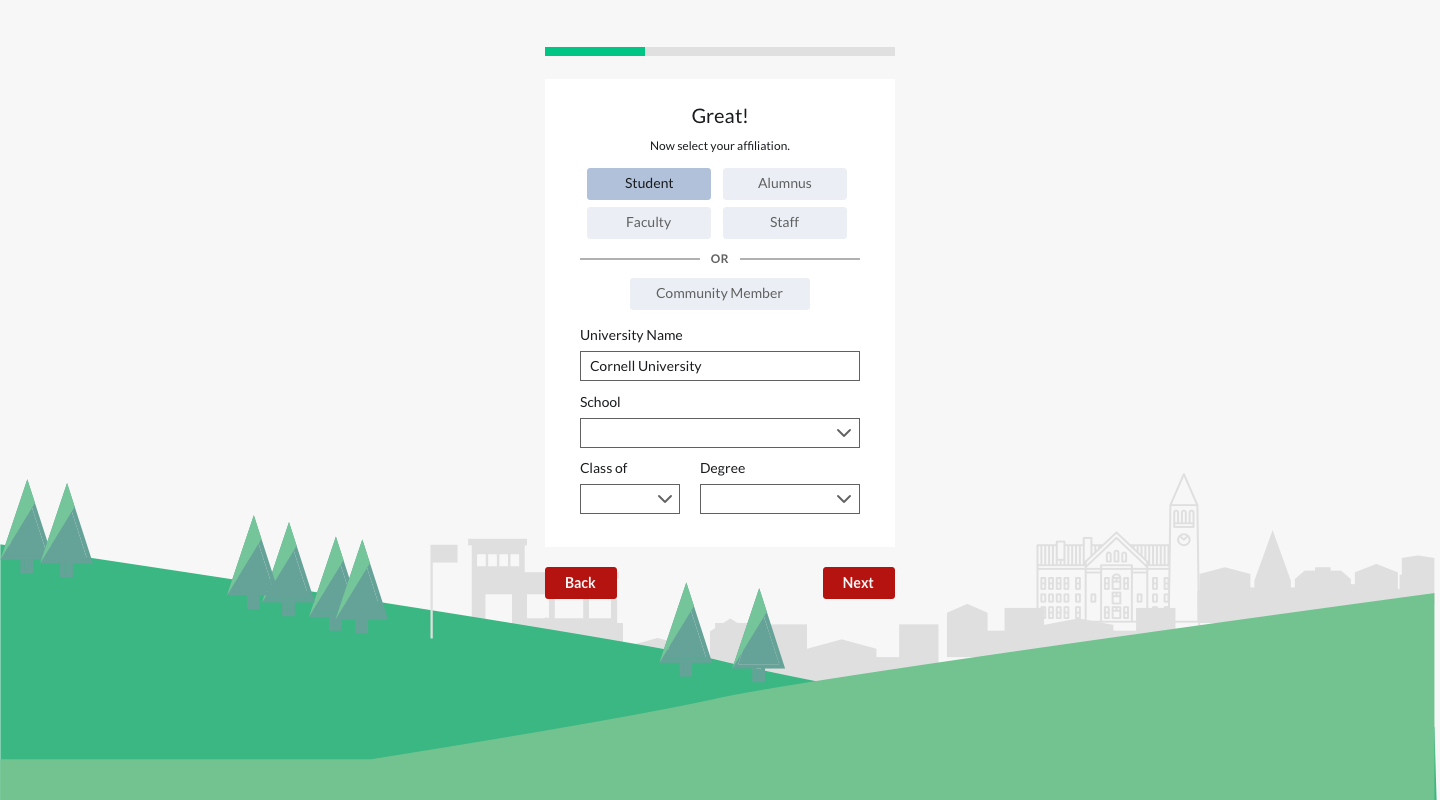 Great!
Now select your affiliation.
Student
Alumnus
Faculty
Staff
OR
Community Member
University Name
Cornell University
School
Class of
Degree
Back
Next